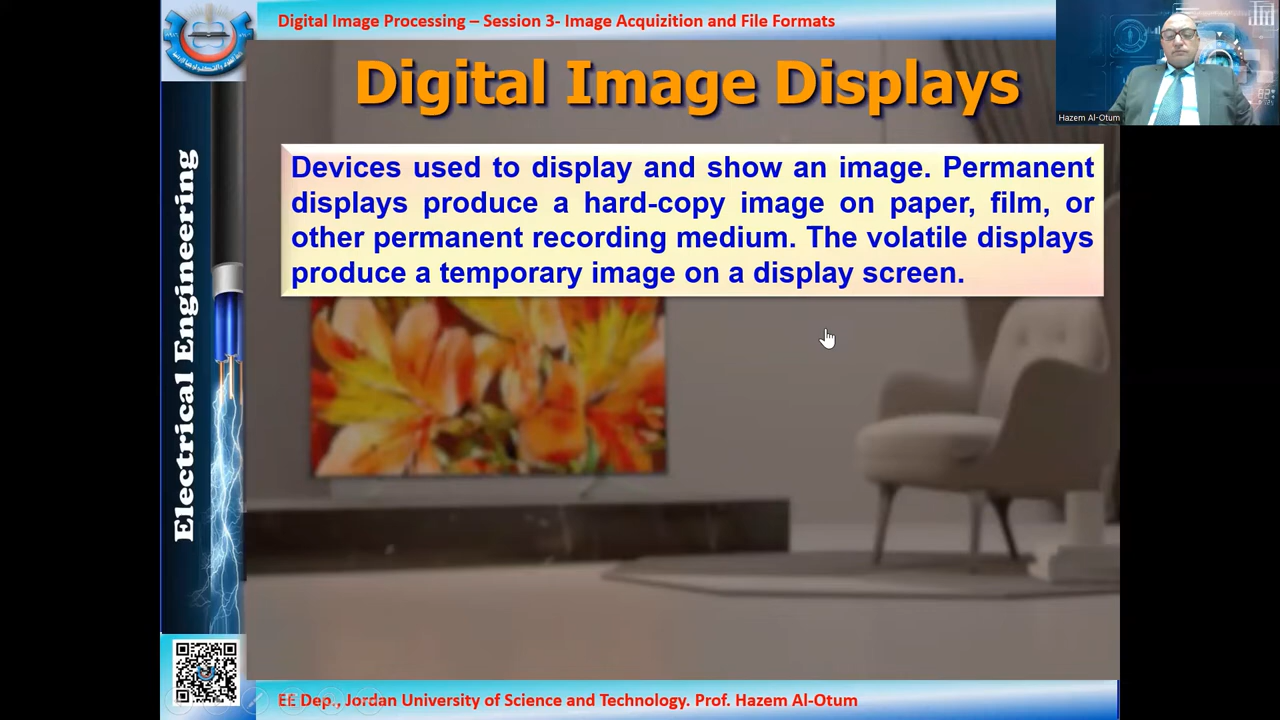 Digital Image Processing – Session 3- Image Acquizition and File Formats
Digital Image Displays
Hazem Al-Otum
Devices used to display and show an image. Permanent
displays produce a hard-copy image on paper, film, or
other permanent recording medium. The volatile displays
produce a temporary image on a display screen.
Electrical Engineering
EE Dep., Jordan University of Science and Technology. Prof. Hazem Al-Otum